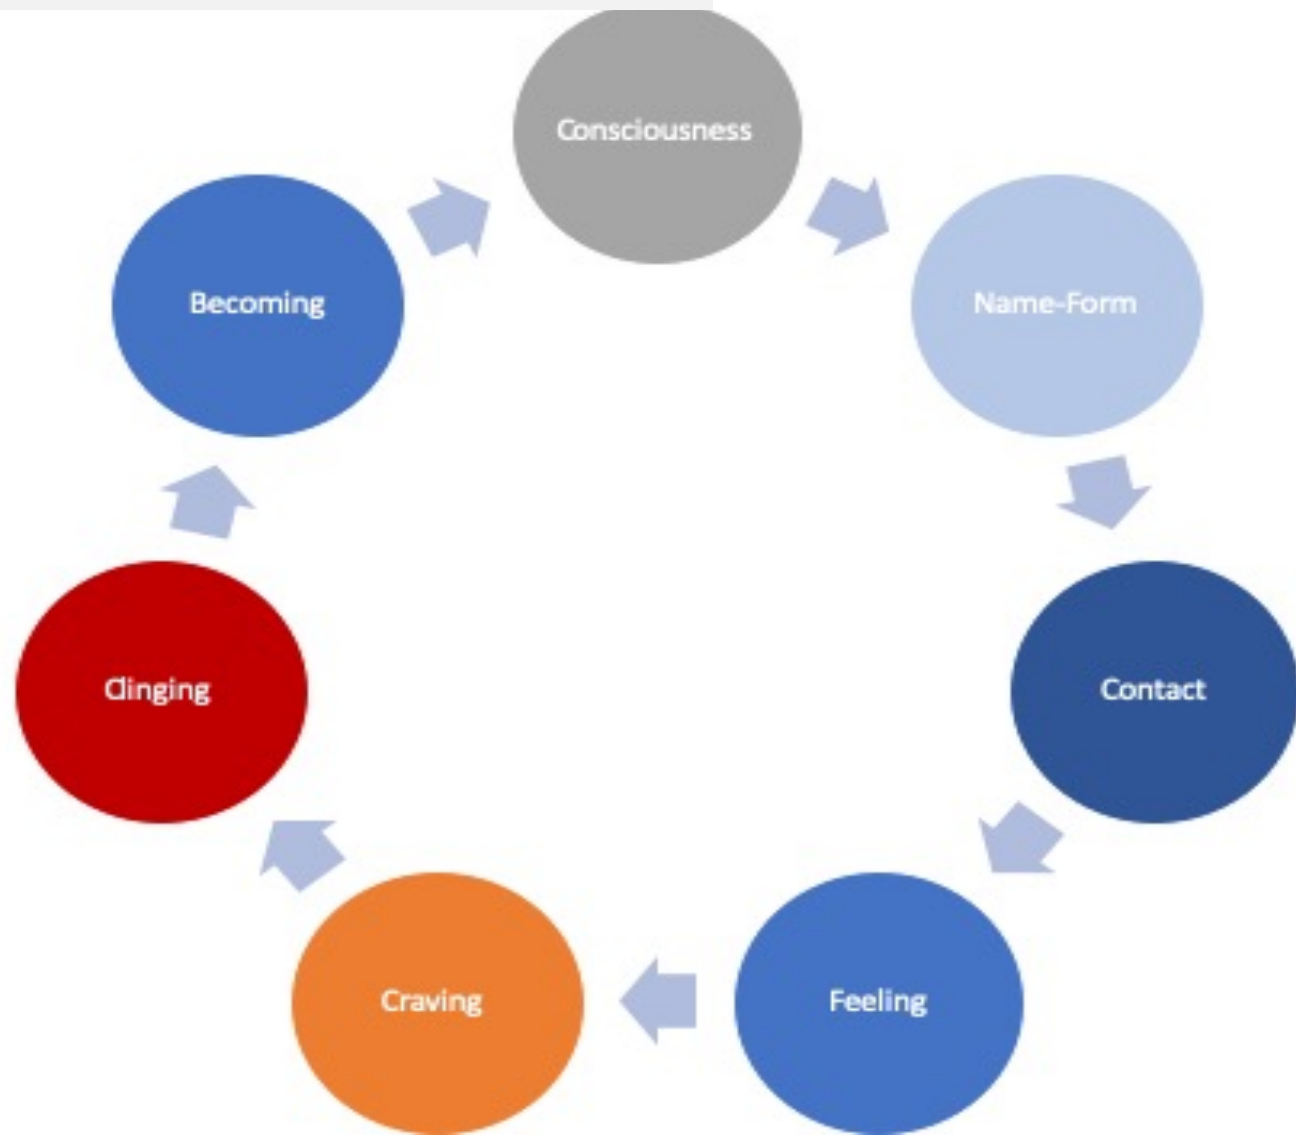 Consciousness
Name-Form
Contact
Feeling
Craving
Clinging
Becoming